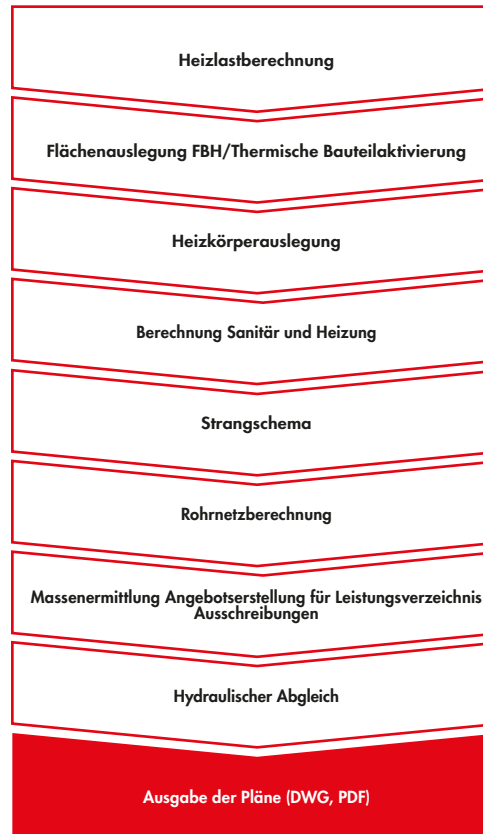 Heizlastberechnung
Flächenauslegung FBH/Thermische Bauteilaktivierung
Heizkörperauslegung
Berechnung Sanitär und Heizung
Strangschema
Rohrnetzberechnung
Massenermittlung Angebotserstellung für Leistungsverzeichnis
Ausschreibungen
Hydraulischer Abgleich
Ausgabe der Pläne (DWG, PDF)